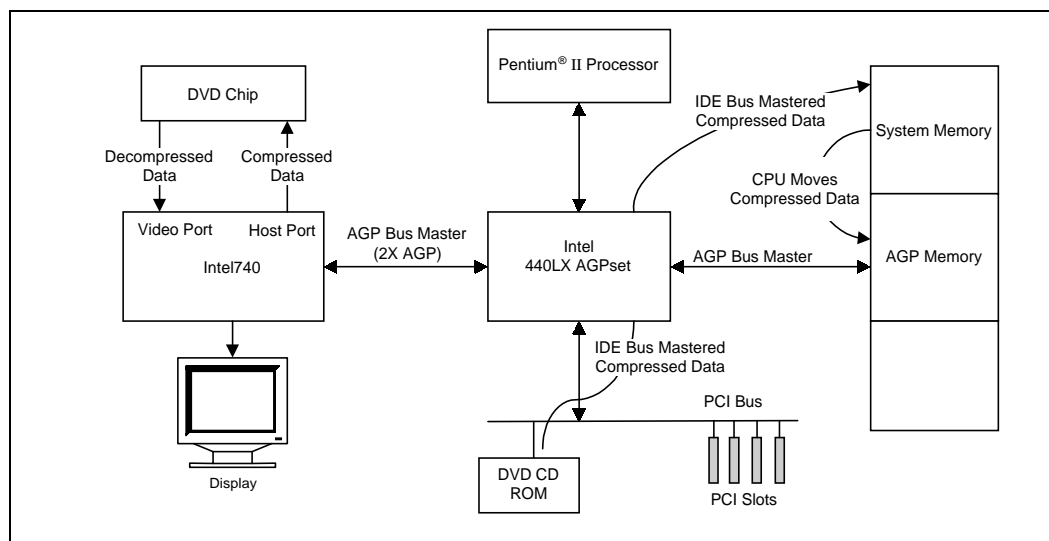 Pentium® II Processor
DVD Chip
IDE Bus Mastered
Compressed Data
System Memory
Decompressed
Data
Compressed
Data
CPU Moves
Compressed Data
Video Port
Host Port
Intel740
AGP Bus Master
(2X AGP)
Intel
440LX AGPset
AGP Bus Master
AGP Memory
IDE Bus Mastered
Compressed Data
PCI Bus
Display
DVD CD
ROM
PCI Slots